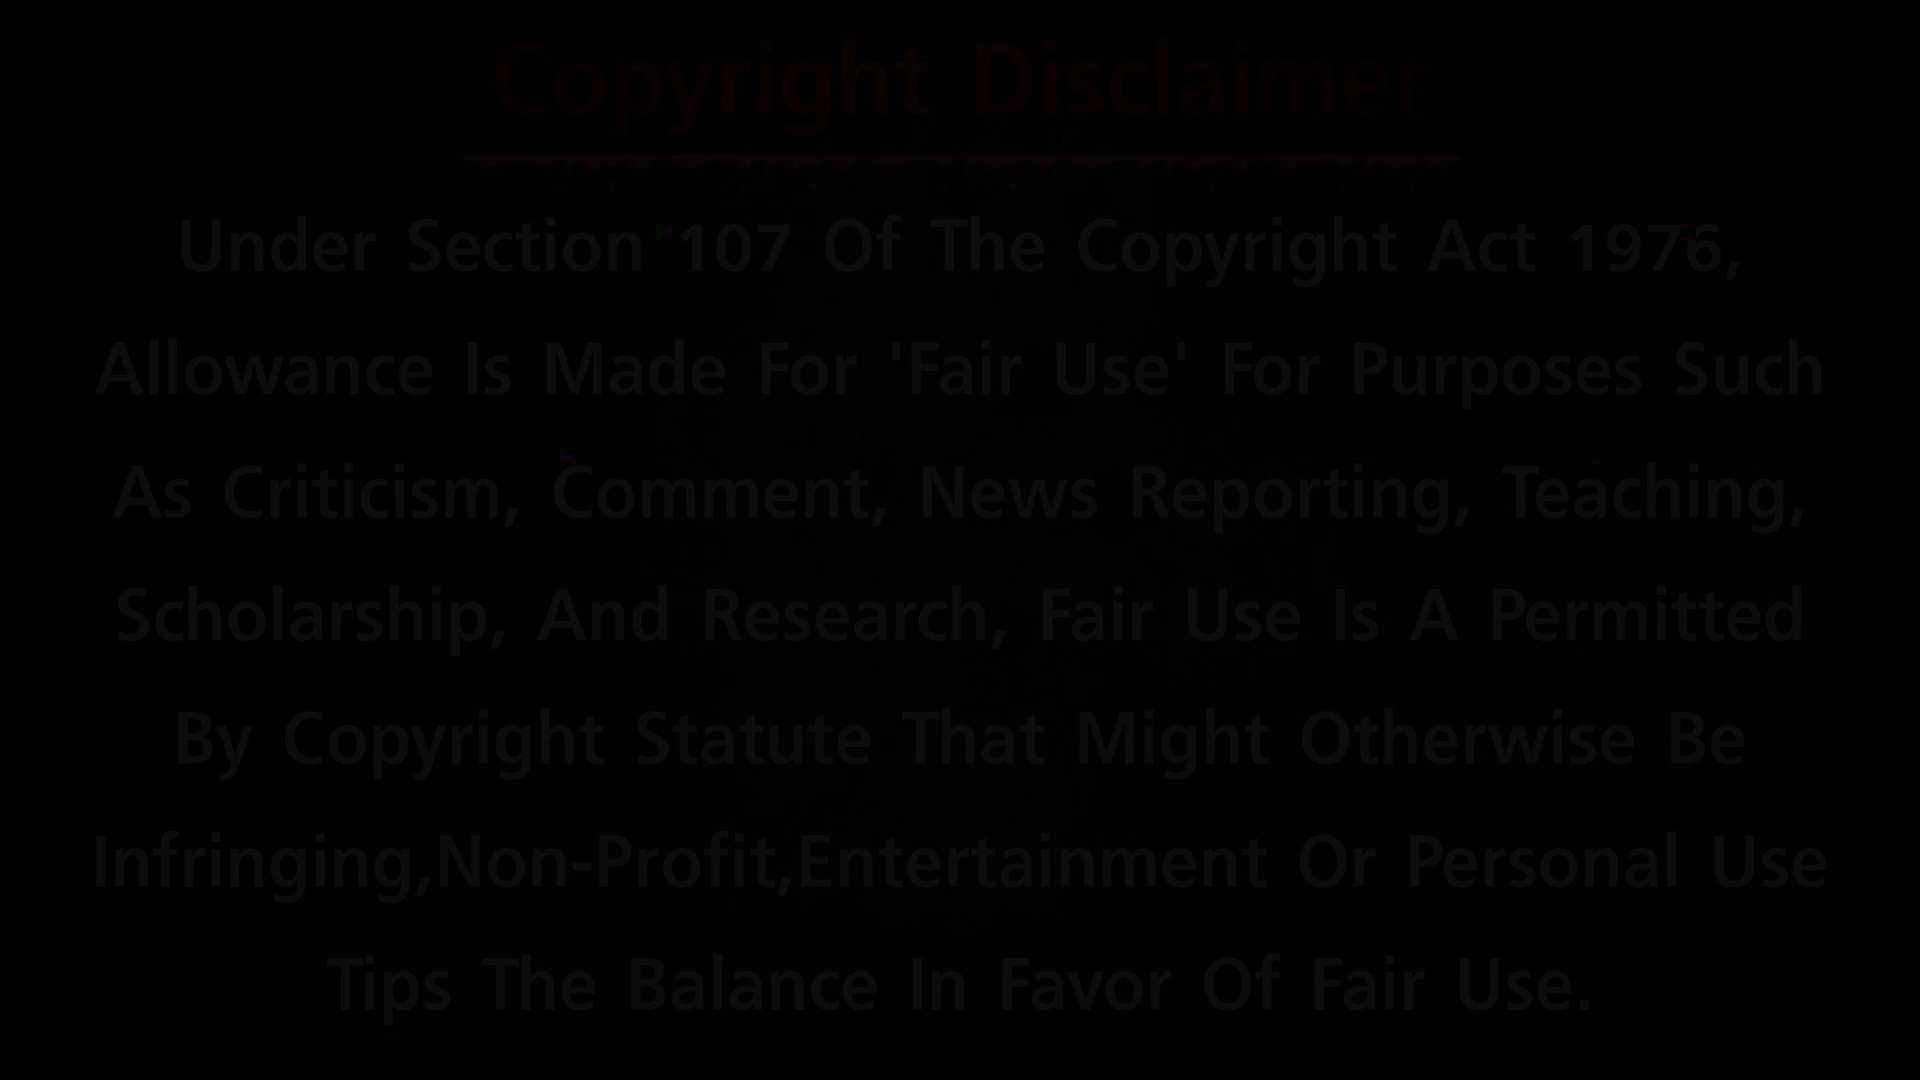 Copyright Disclaimer
Under Section 107 Of The Copyright Act 1976,
Allowance Is Made For 'Fair Use' For Purposes Such
As Criticism, Comment, News Reporting, Teaching,
Scholarship, And Research, Fair Use Is A Permitted
By Copyright Statute That Might Otherwise Be
Infringing,Non-Profit,Entertainment Or Personal Use
Tips The Balance In Favor Of Fair Use.